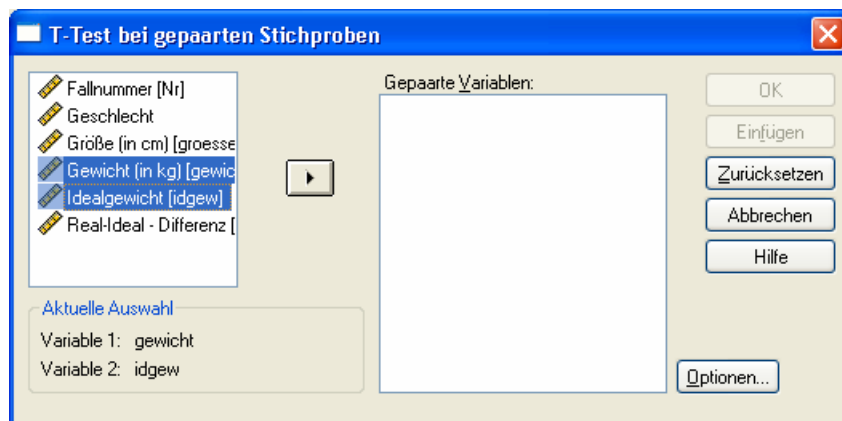 T-Test bei gepaarten Stichproben
Fallnummer [Nr]
Geschlecht
Größe (in cm) [groesse
Gewicht (in kg) [gewic
Idealgewicht [idgew]
Real-Ideal - Differenz [
Aktuelle Auswahl
Variable 1: gewicht
Variable 2: idgew
Gepaarte Variablen:
OK
Einfügen
Zurücksetzen
Abbrechen
Hilfe
Optionen...